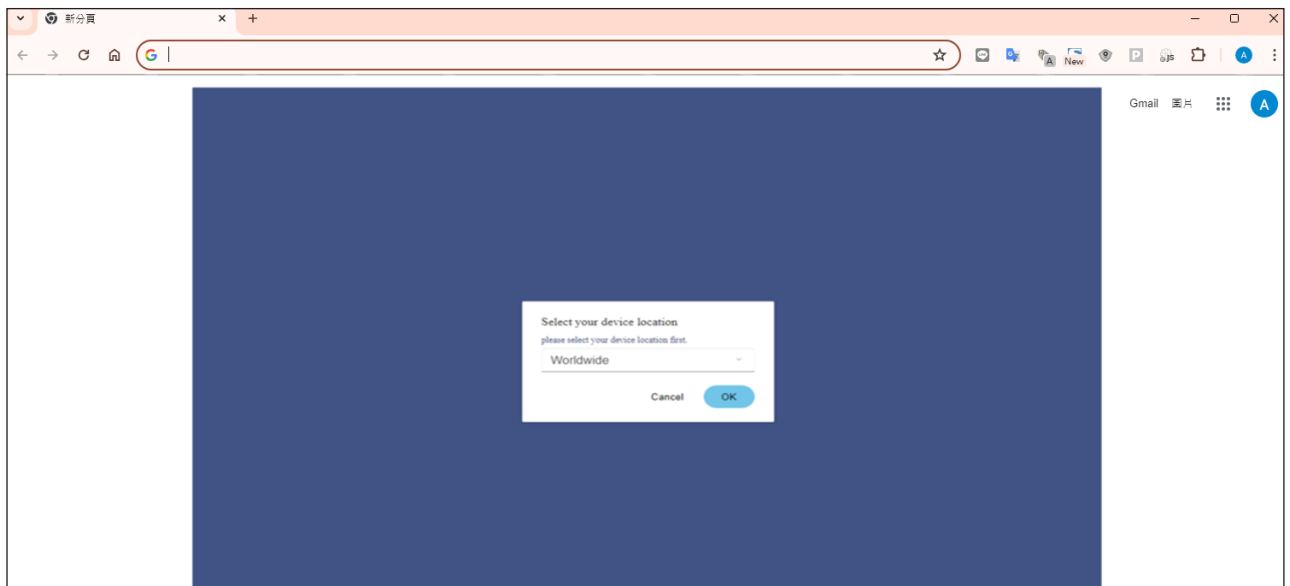 新分頁
New
JS
Gmail 圖片
A
Select your device location
please select your device location first.
Worldwide
Cancel OK